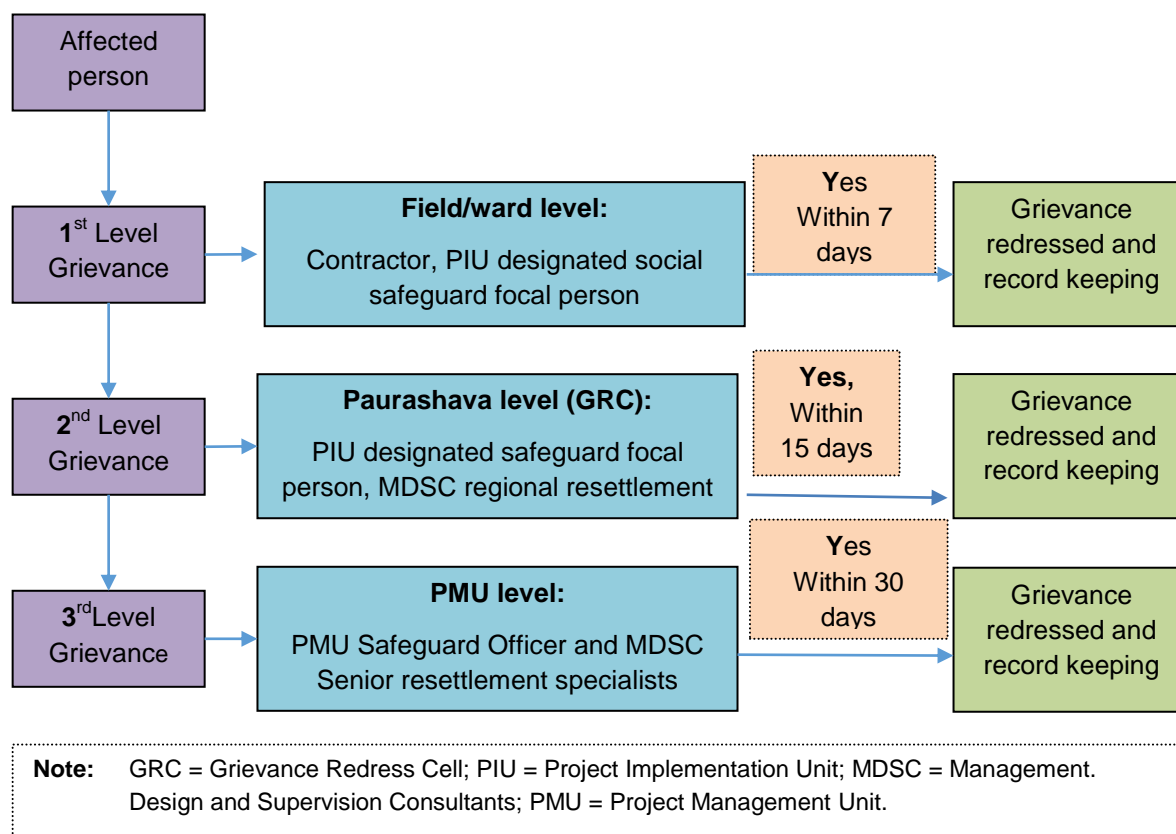 Affected
person
1st Level
Grievance
Field/ward level:
Contractor, PIU designated social
safeguard focal person
Yes
Within 7
days
Grievance
redressed and
record keeping
2nd Level
Grievance
Paurashava level (GRC):
PIU designated safeguard focal
person, MDSC regional resettlement
Yes,
Within
15 days
Grievance
redressed and
record keeping
3rdLevel
Grievance
PMU level:
PMU Safeguard Officer and MDSC
Senior resettlement specialists
Yes
Within 30
days
Grievance
redressed and
record keeping
Note: GRC = Grievance Redress Cell; PIU = Project Implementation Unit; MDSC = Management.
Design and Supervision Consultants; PMU = Project Management Unit.